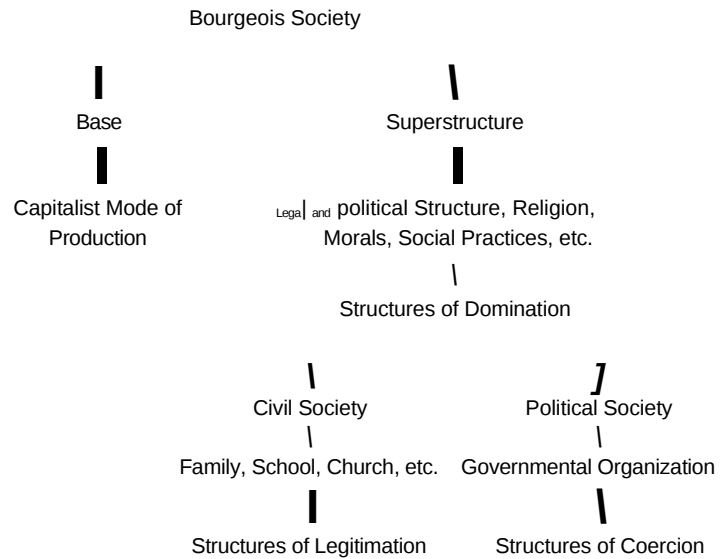 Bourgeois Society
Base
Superstructure
Capitalist Mode of
Production
Legal and political Structure, Religion,
Morals, Social Practices, etc.
Structures of Domination
Civil Society
Political Society
Family, School, Church, etc.
Governmental Organization
Structures of Legitimation
Structures of Coercion